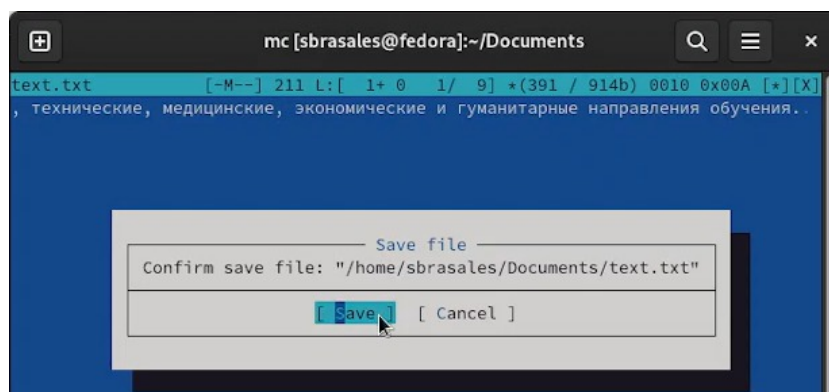 mc [sbrasales@fedora]:~/Documents
text.txt [-M--] 211 L:[ 1+ 0 1/ 9] *(391 / 914b) 0010 0x00A [*][X]
, технические, медицинские, экономические и гуманитарные направления обучения..
Save file
Confirm save file: "/home/sbrasales/Documents/text.txt"
[ Save ] [ Cancel ]